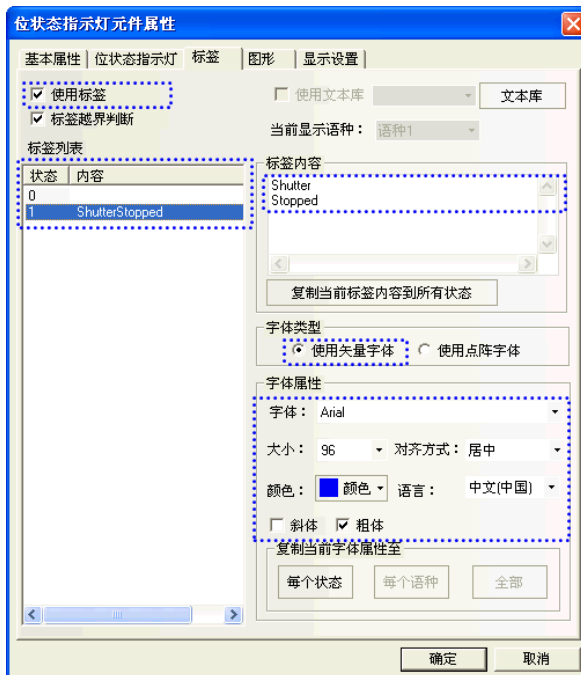 位状态指示灯元件属性
基本属性 位状态指示灯 标签 图形 显示设置
使用标签
使用文本库
文本库
标签越界判断
当前显示语种： 语种1
标签列表
状态 内容
0
1 ShutterStopped
标签内容
Shutter
Stopped
复制当前标签内容到所有状态
字体类型
使用矢量字体 使用点阵字体
字体属性
字体： Arial
大小： 96 对齐方式： 居中
颜色： 颜色 语言： 中文(中国)
斜体 粗体
复制当前字体属性至
每个状态 每个语种 全部
确定 取消